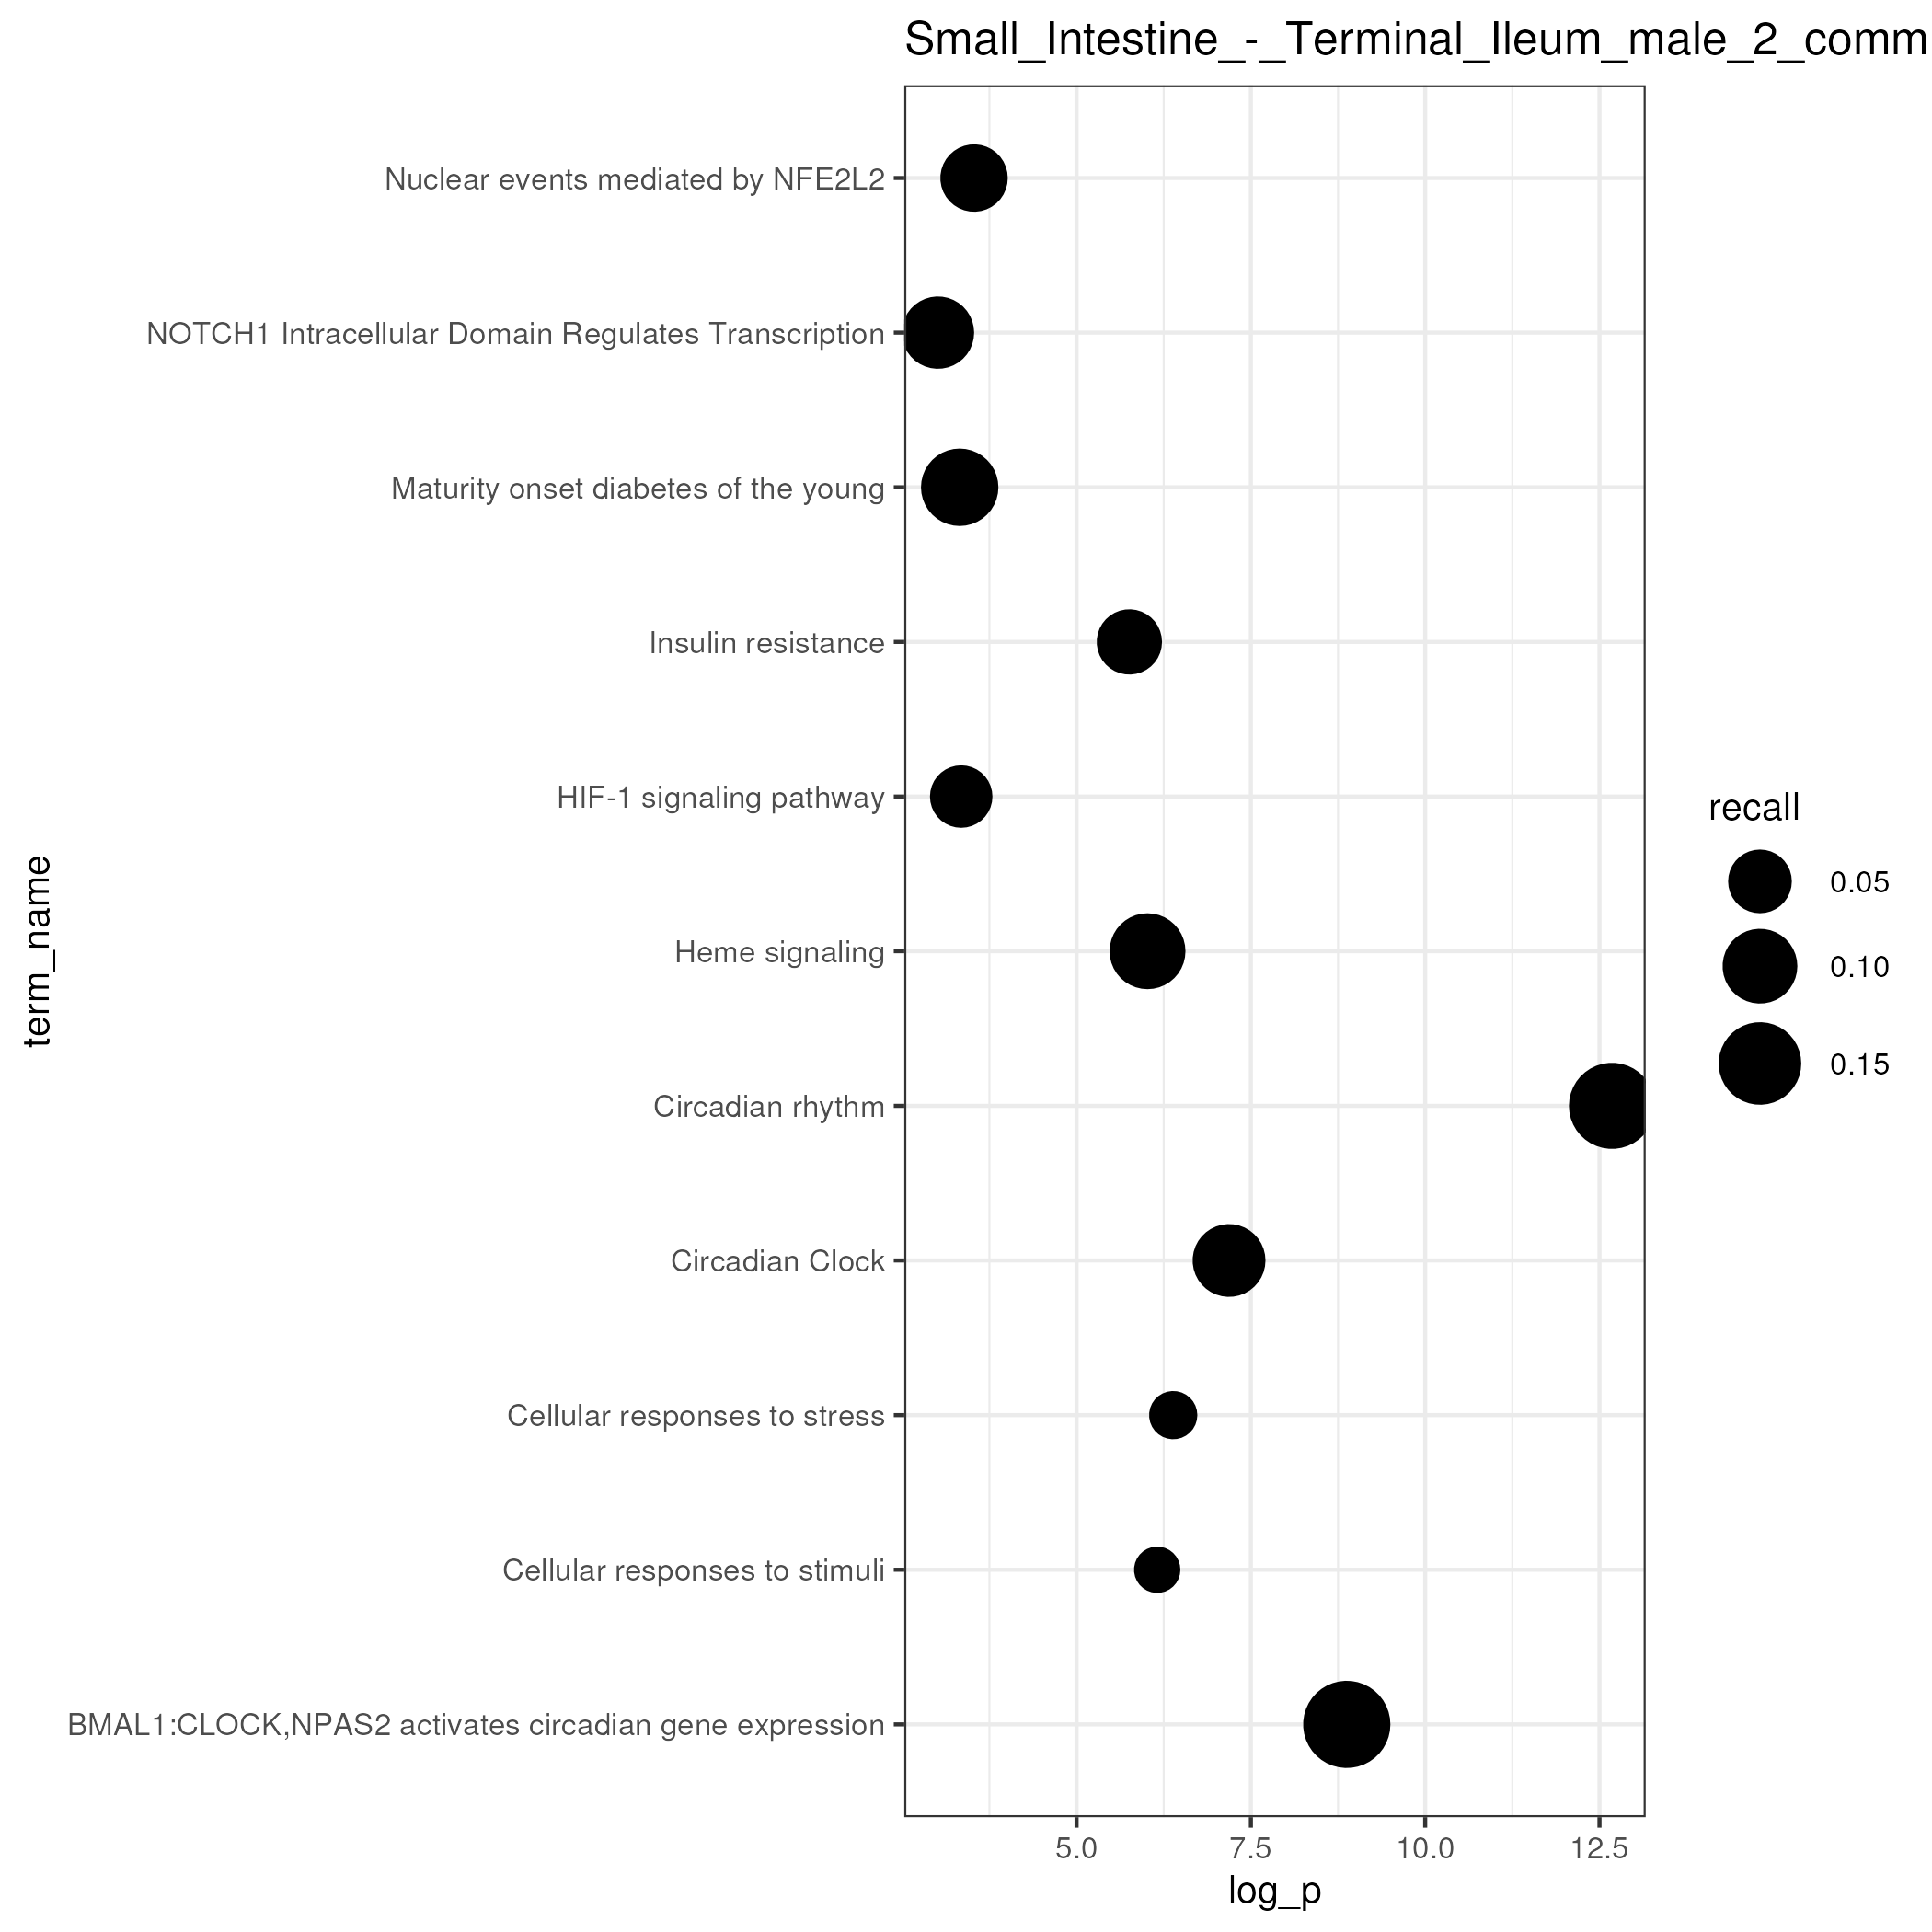 Small_Intestine_-_Terminal_Ileum_male_2_comm
Nuclear events mediated by NFE2L2
NOTCH1 Intracellular Domain Regulates Transcription
Maturity onset diabetes of the young
Insulin resistance
HIF-1 signaling pathway
Heme signaling
Circadian rhythm
Circadian Clock
Cellular responses to stress
Cellular responses to stimuli
BMAL1:CLOCK,NPAS2 activates circadian gene expression
term_name
5.0 7.5 10.0 12.5
log_p
recall
0.05
0.10
0.15